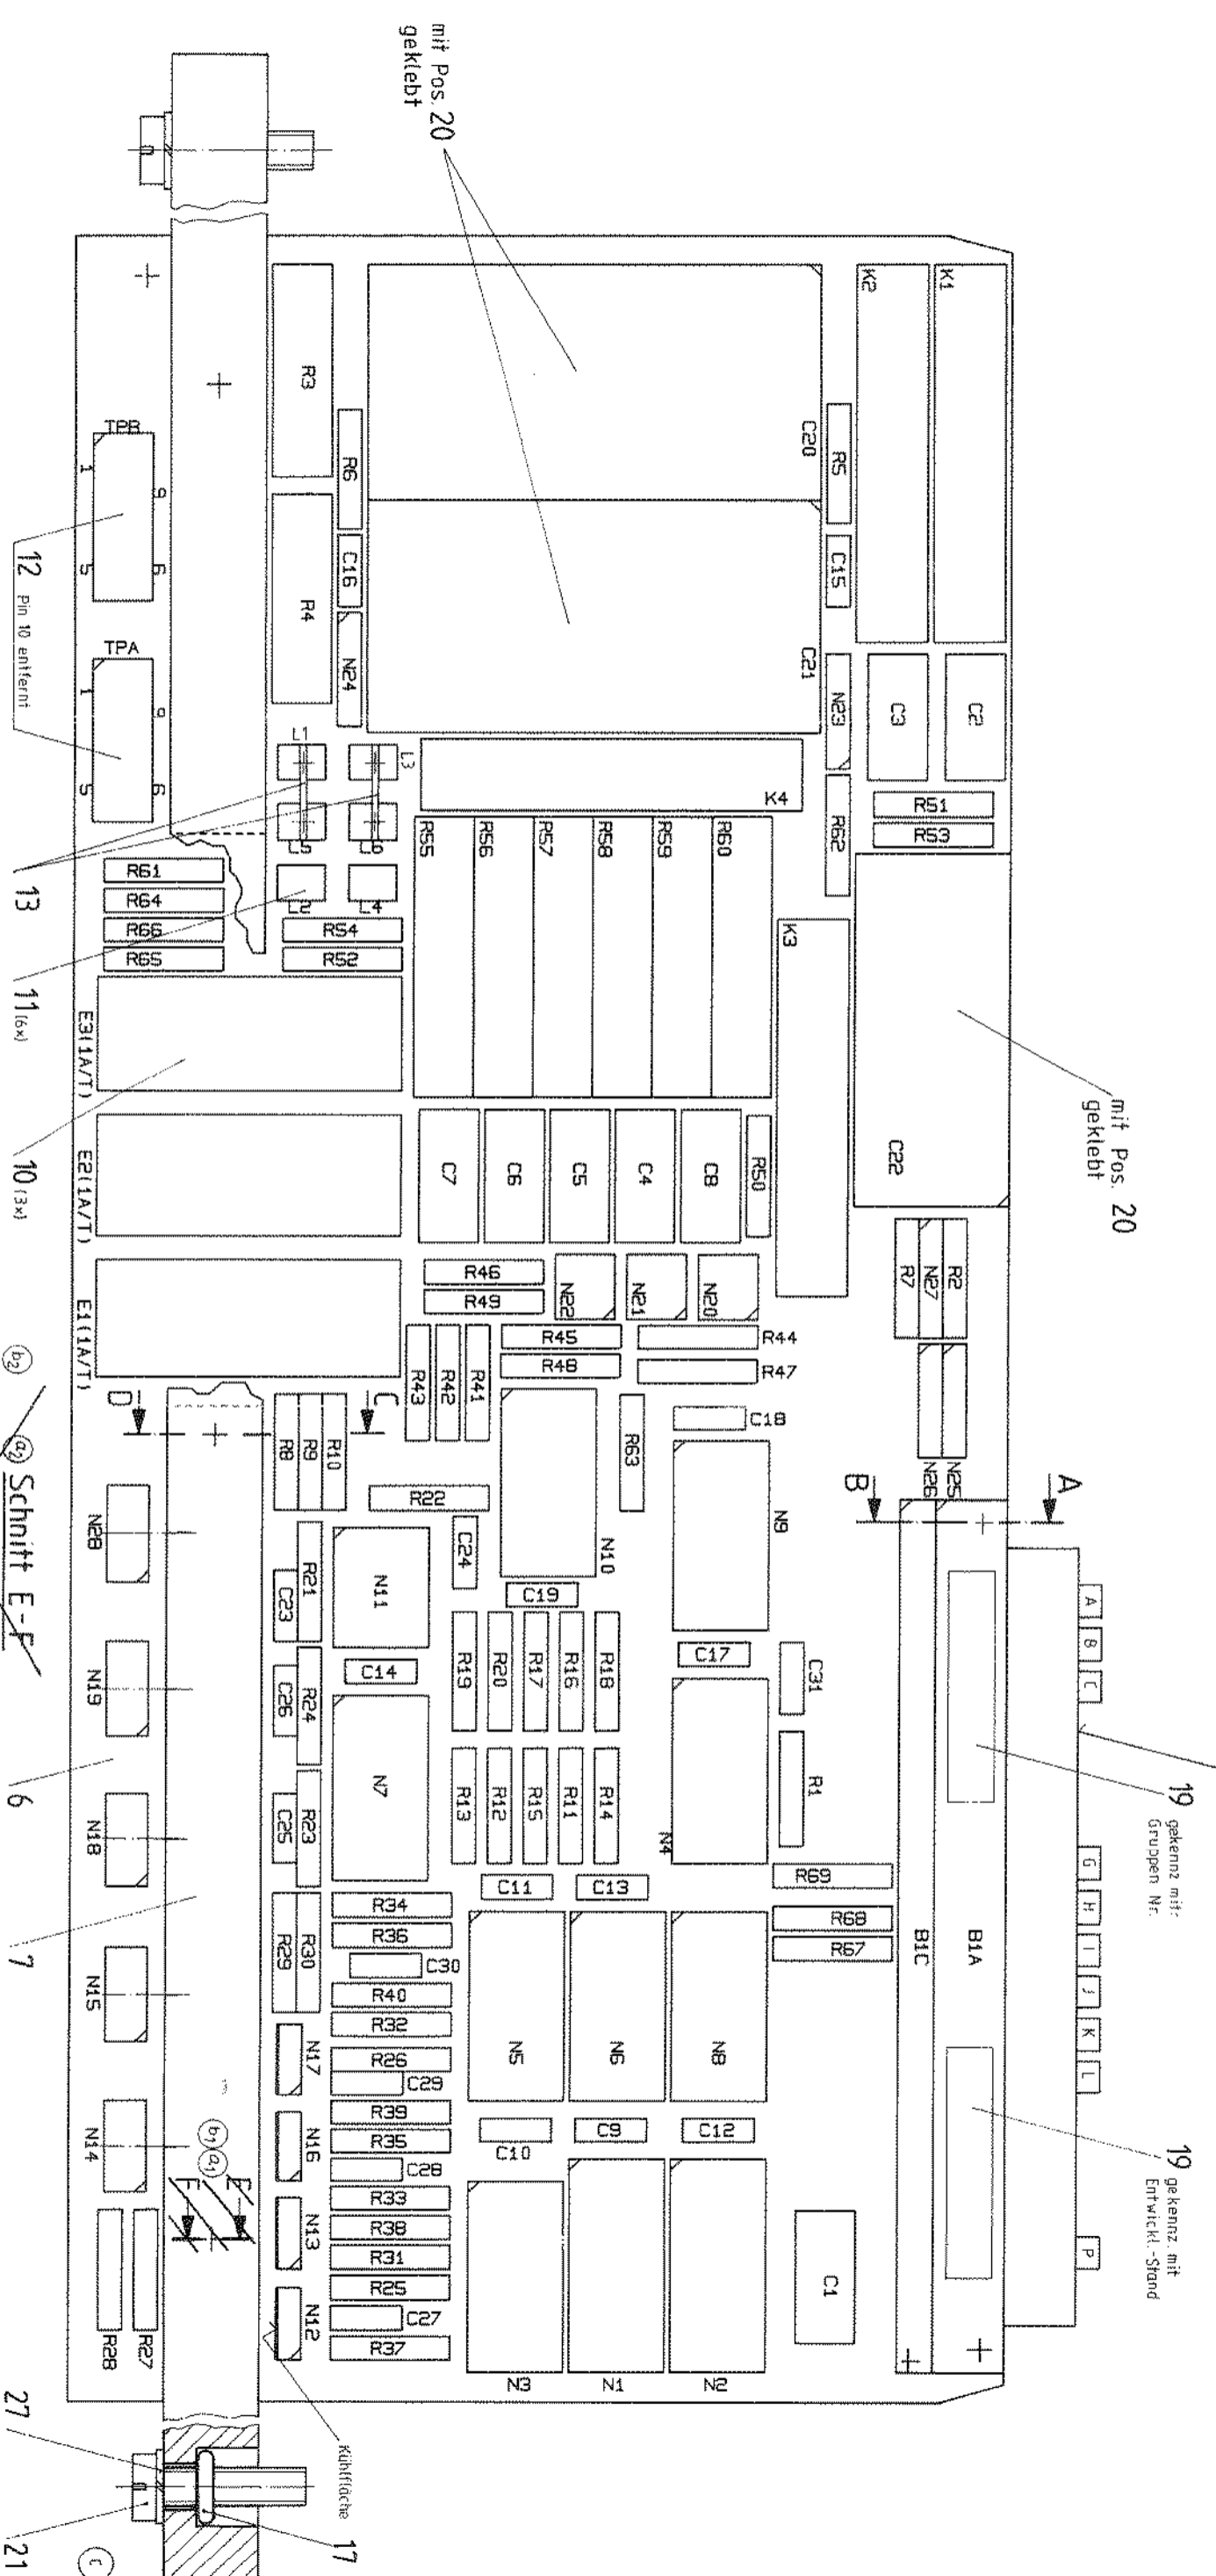 mit Pos. 20
geklebt
mit Pos. 20
geklebt
19 gekennz. mit:
Gruppen Nr.
19 gekennz. mit
Entwickl.-Stand
A
B
C
G
H
I
J
K
L
P
K1
K2
C2
C3
R51
R53
C22
R2
N27
R7
N25
N26
A
B
B1A
B1C
R5
C15
N23
R62
K3
C20
C21
K4
R60
R59
R58
R57
R56
R55
R50
C8
C4
C5
C6
C7
N20
N21
N22
R46
R49
R44
R47
R45
R48
R41
R42
R43
C18
R63
N9
N10
C19
C17
C31
R1
N4
R18
R16
R17
R20
R19
R14
R11
R15
R12
R13
C13
C11
R69
R68
R67
N8
N6
N5
C12
C9
C10
C1
N2
N1
N3
R6
C16
N24
R3
R4
L1
L3
L5
L6
L2
L4
R54
R52
R61
R64
R66
R65
C
D
R10
R9
R8
R22
C24
N11
C14
N7
R21
C23
R24
C26
R23
C25
R30
R29
R34
R36
C30
R40
R32
R26
C29
R39
R35
C28
R33
R38
R31
R25
C27
R37
N17
N16
N13
N12
TPB
1
9
5
6
TPA
1
9
5
6
E3(1A/T)
E2(1A/T)
E1(1A/T)
N28
N19
N18
N15
N14
b1
a1
E
F
R27
R28
Kühlfläche
17
12 Pin 10 entfernt
13
11 (6x)
10 (3x)
b2
a2
Schnitt E-F
6
7
27
21
c